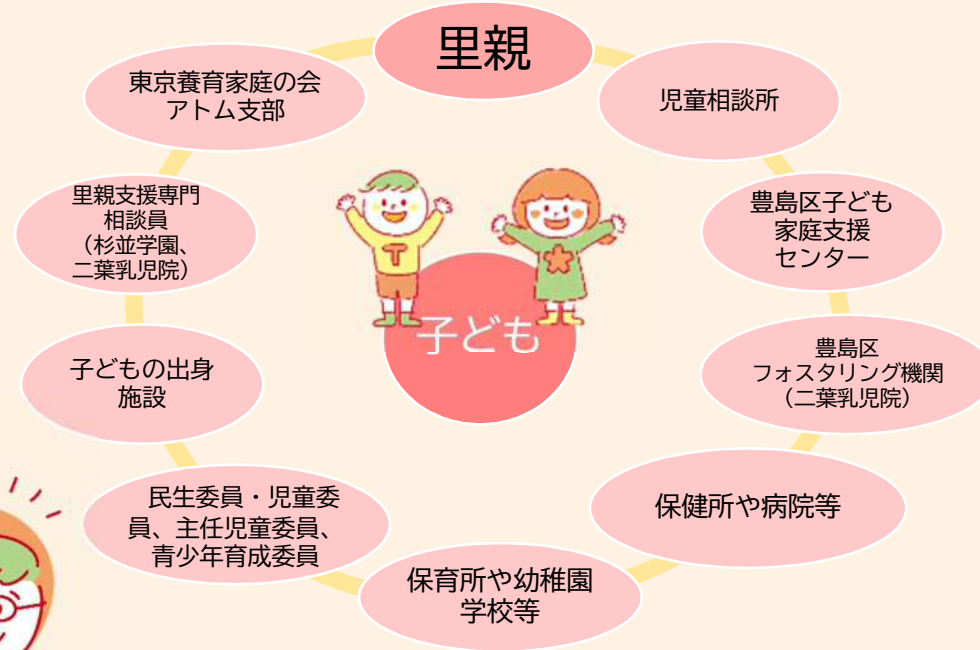 里親
児童相談所
豊島区子ども
家庭支援
センター
豊島区
フォスタリング機関
（二葉乳児院）
保健所や病院等
保育所や幼稚園
学校等
民生委員・児童委
員、主任児童委員、
青少年育成委員
子どもの出身
施設
里親支援専門
相談員
（杉並学園、
二葉乳児院）
東京養育家庭の会
アトム支部
T
子ども